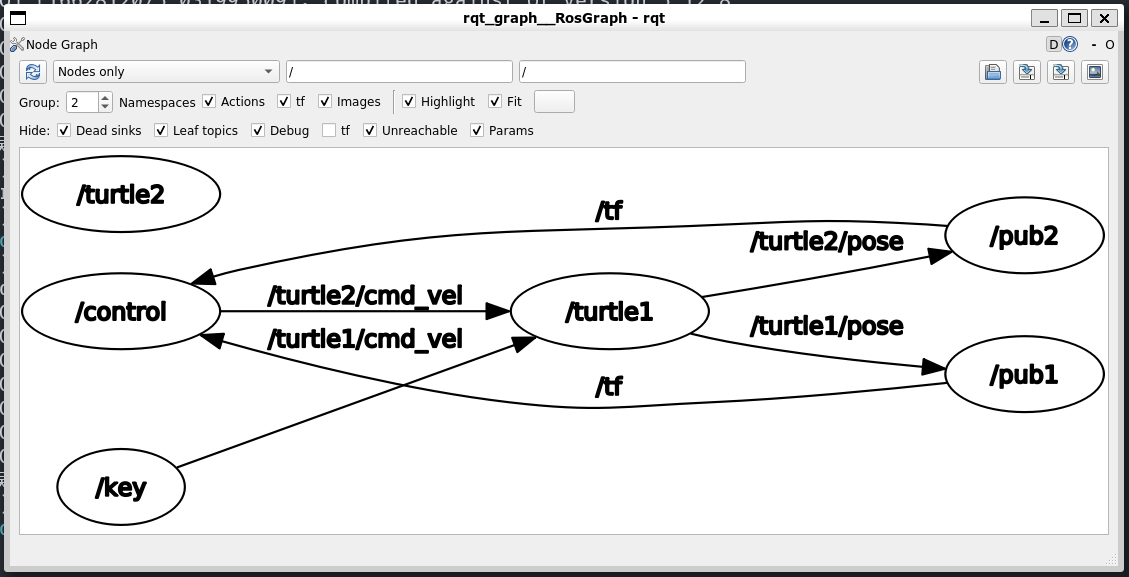 rqt_graph__RosGraph - rqt
Node Graph
D - O
Nodes only / /
Group: 2 Namespaces Actions tf Images Highlight Fit
Hide: Dead sinks Leaf topics Debug tf Unreachable Params
/turtle2
/tf
/pub2
/turtle2/pose
/turtle2/cmd_vel
/control
/turtle1
/turtle1/cmd_vel
/turtle1/pose
/pub1
/tf
/key